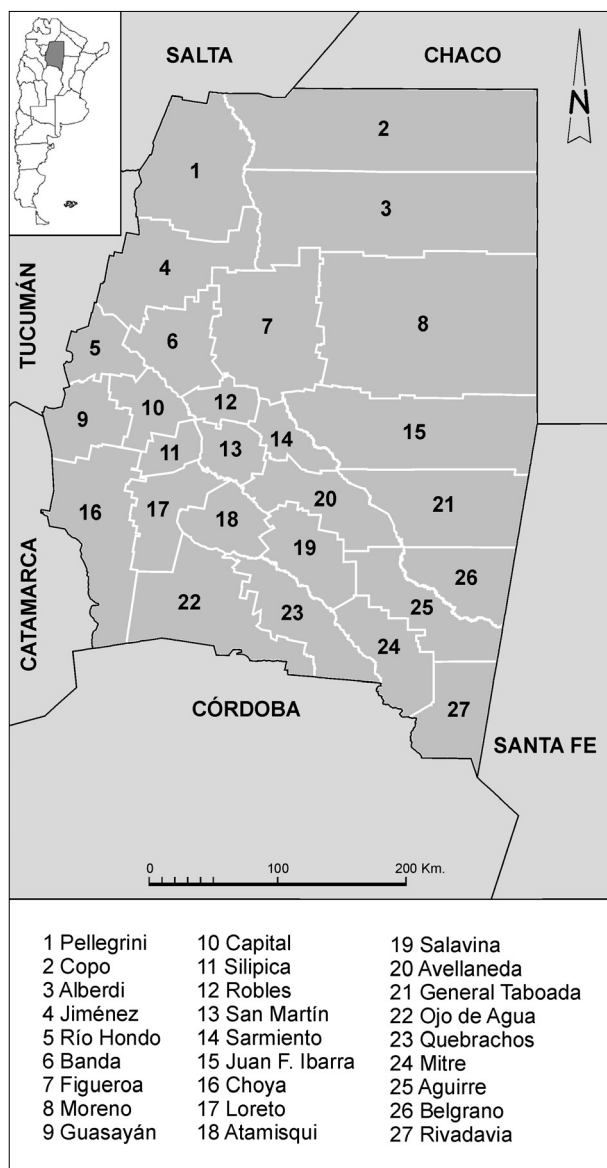 SALTA
CHACO
N
TUCUMÁN
CATAMARCA
CÓRDOBA
SANTA FE
1
2
3
4
5
6
7
8
9
10
11
12
13
14
15
16
17
18
19
20
21
22
23
24
25
26
27
0 100 200 Km.
1 Pellegrini
2 Copo
3 Alberdi
4 Jiménez
5 Río Hondo
6 Banda
7 Figueroa
8 Moreno
9 Guasayán
10 Capital
11 Silipica
12 Robles
13 San Martín
14 Sarmiento
15 Juan F. Ibarra
16 Choya
17 Loreto
18 Atamisqui
19 Salavina
20 Avellaneda
21 General Taboada
22 Ojo de Agua
23 Quebrachos
24 Mitre
25 Aguirre
26 Belgrano
27 Rivadavia